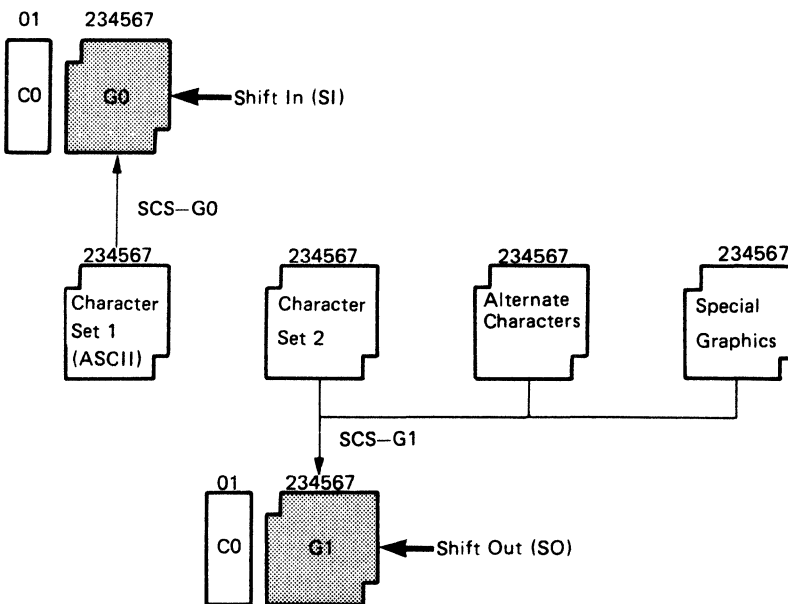 01 234567
C0 G0 Shift In (SI)
SCS–G0
234567 234567 234567 234567
Character
Set 1
(ASCII)
Character
Set 2
Alternate
Characters
Special
Graphics
SCS–G1
01 234567
C0 G1 Shift Out (SO)